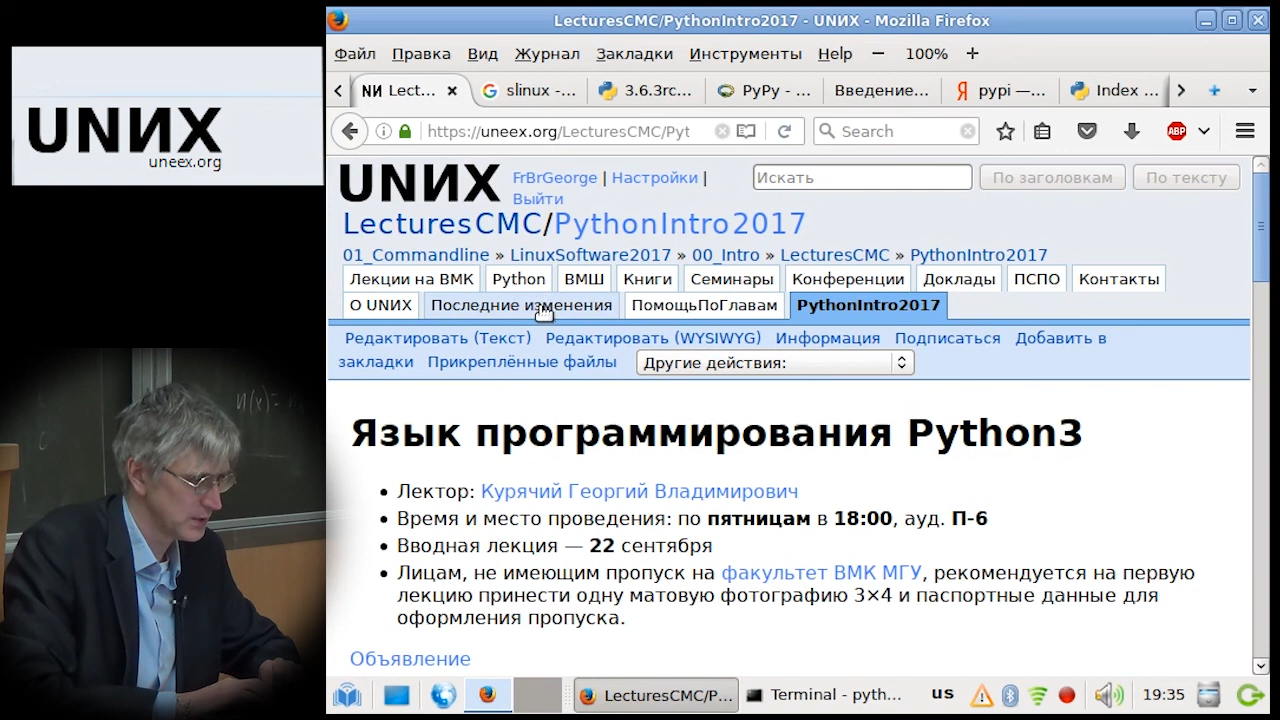 UNИX
uneex.org
LecturesCMC/PythonIntro2017 - UNИX - Mozilla Firefox
Файл Правка Вид Журнал Закладки Инструменты Help — 100% +
ИИ Lect... slinux -... 3.6.3rc... PyPy - ... Введение... pypi —... Index ...
https://uneex.org/LecturesCMC/Pyt Search ABP
UNИX FrBrGeorge | Настройки | Искать По заголовкам По тексту
Выйти
LecturesCMC/PythonIntro2017
01_Commandline » LinuxSoftware2017 » 00_Intro » LecturesCMC » PythonIntro2017
Лекции на ВМК Python ВМШ Книги Семинары Конференции Доклады ПСПО Контакты
О UNИX Последние изменения ПомощьПоГлавам PythonIntro2017
Редактировать (Текст) Редактировать (WYSIWYG) Информация Подписаться Добавить в
закладки Прикреплённые файлы Другие действия:
Язык программирования Python3
• Лектор: Курячий Георгий Владимирович
• Время и место проведения: по пятницам в 18:00, ауд. П-6
• Вводная лекция — 22 сентября
• Лицам, не имеющим пропуск на факультет ВМК МГУ, рекомендуется на первую
лекцию принести одну матовую фотографию 3×4 и паспортные данные для
оформления пропуска.
Объявление
LecturesCMC/P... Terminal - pyth... us 19:35